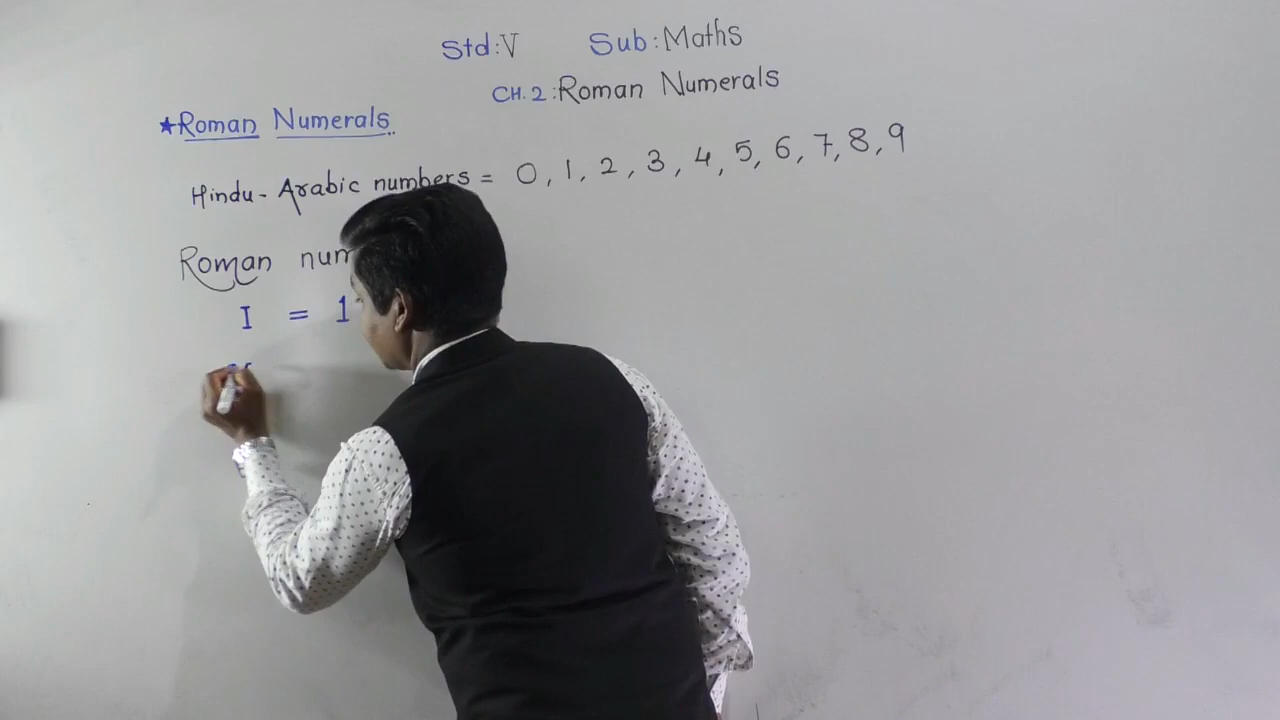 Std:V Sub:Maths
CH.2:Roman Numerals
★Roman Numerals..
Hindu-Arabic numbers = 0, 1, 2, 3, 4, 5, 6, 7, 8, 9
Roman num
I = 1